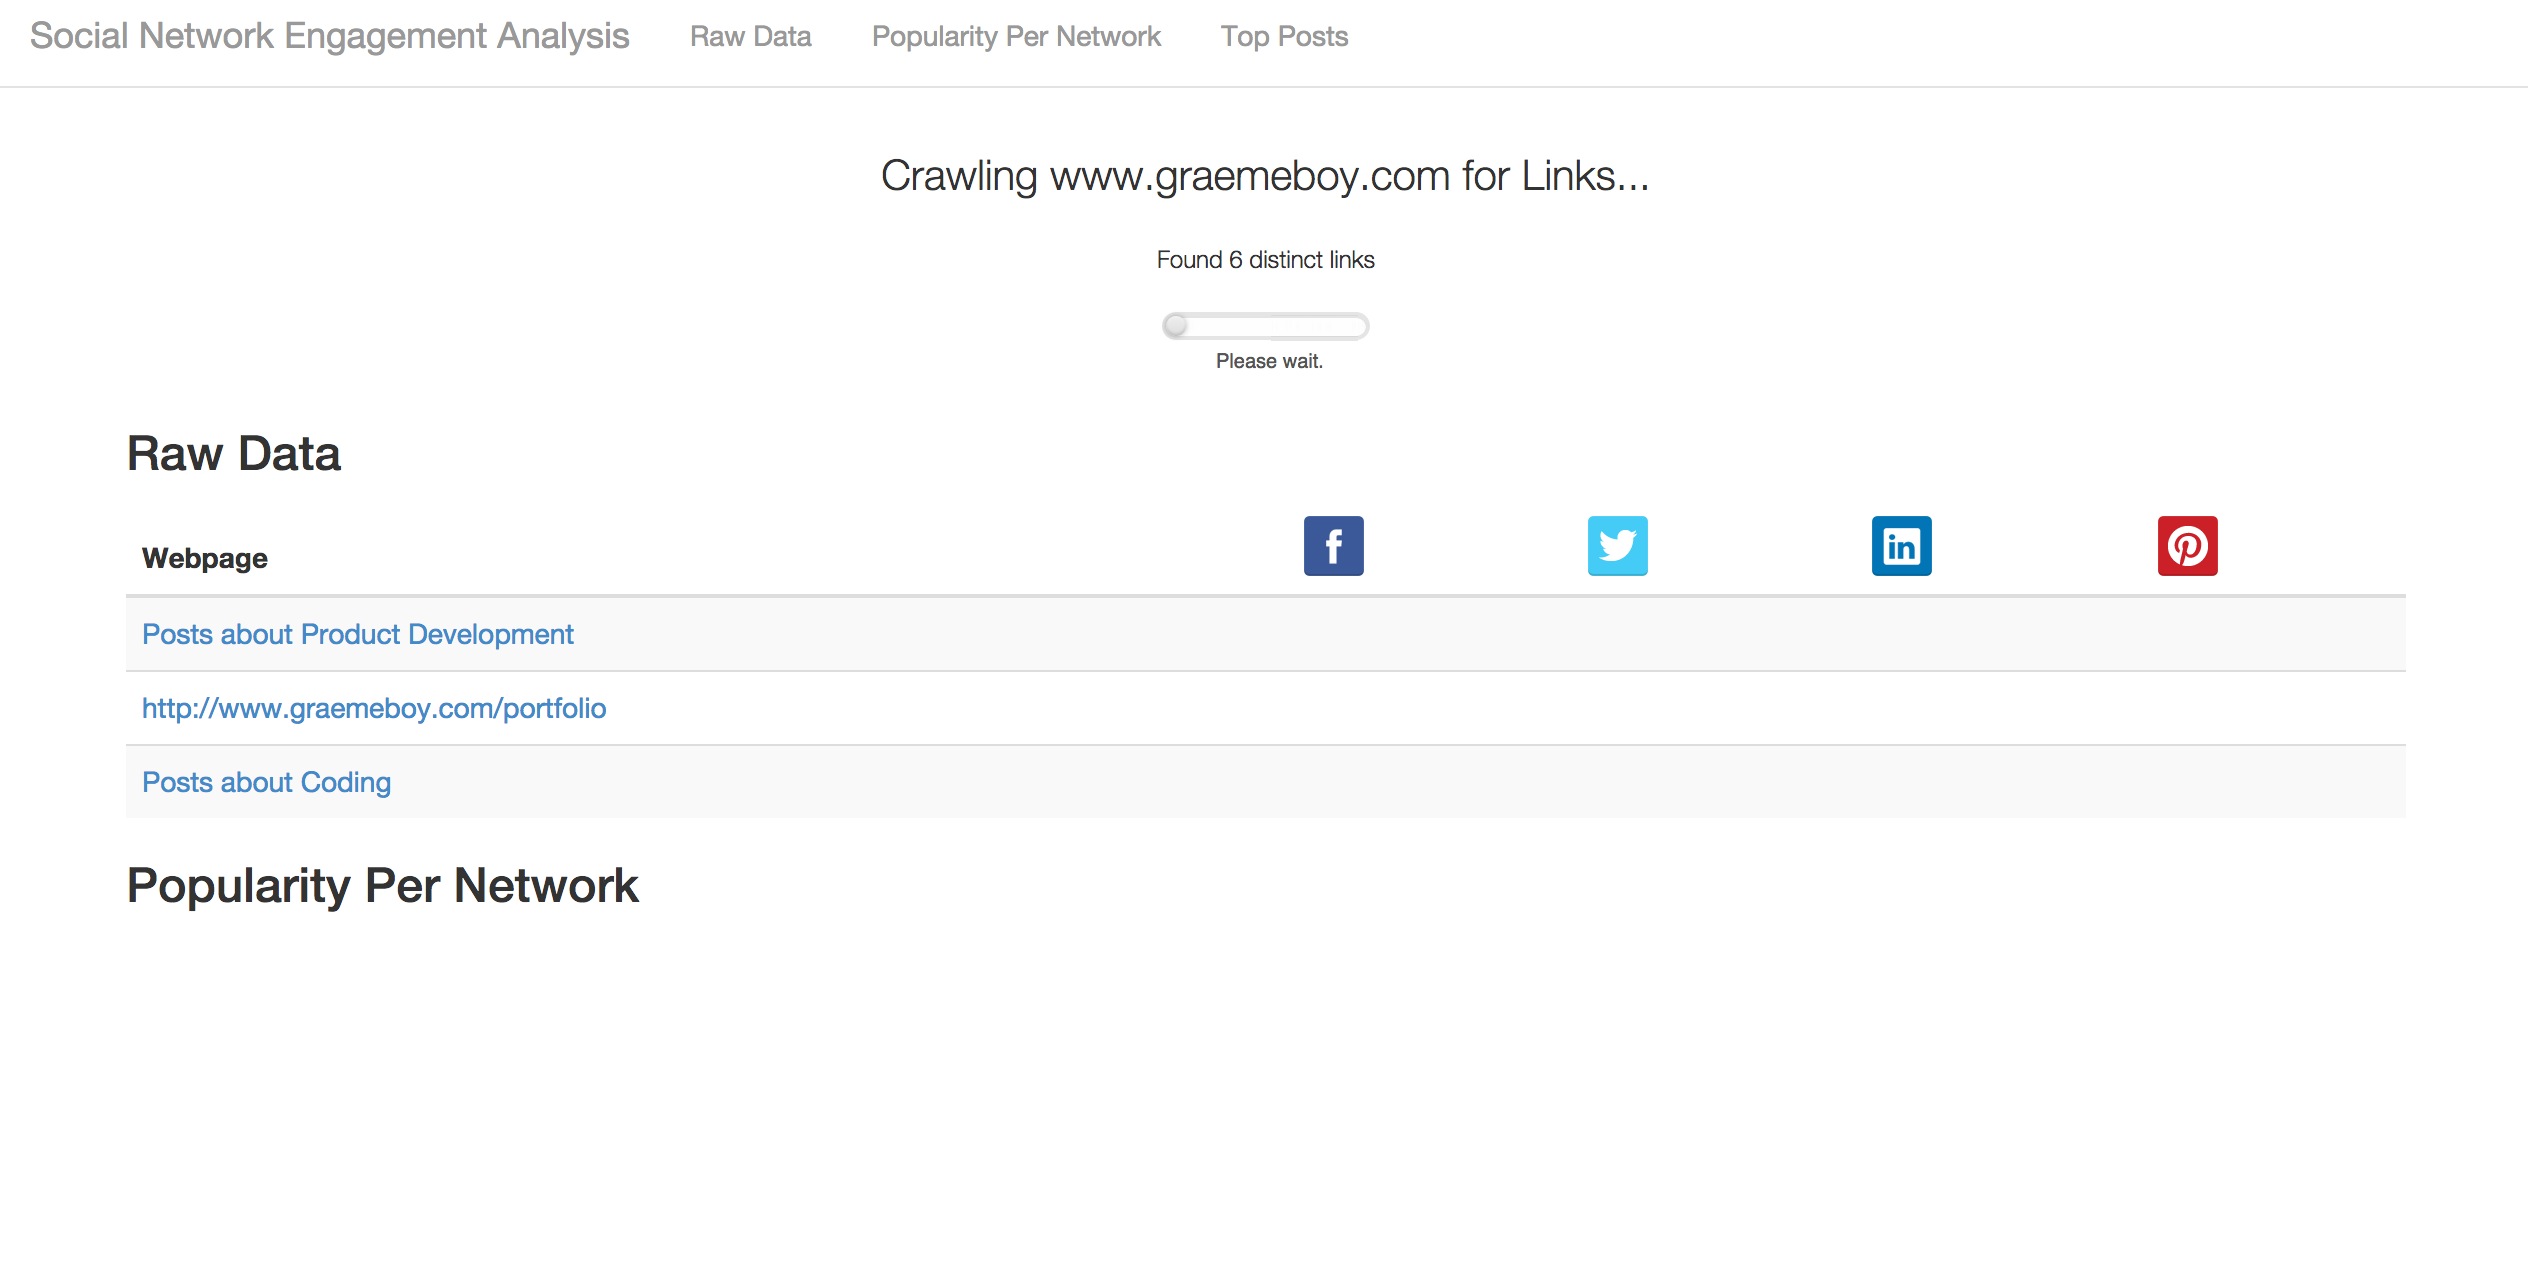 Social Network Engagement Analysis Raw Data Popularity Per Network Top Posts
Crawling www.graemeboy.com for Links...
Found 6 distinct links
Please wait.
Raw Data
Webpage f in
Posts about Product Development
http://www.graemeboy.com/portfolio
Posts about Coding
Popularity Per Network